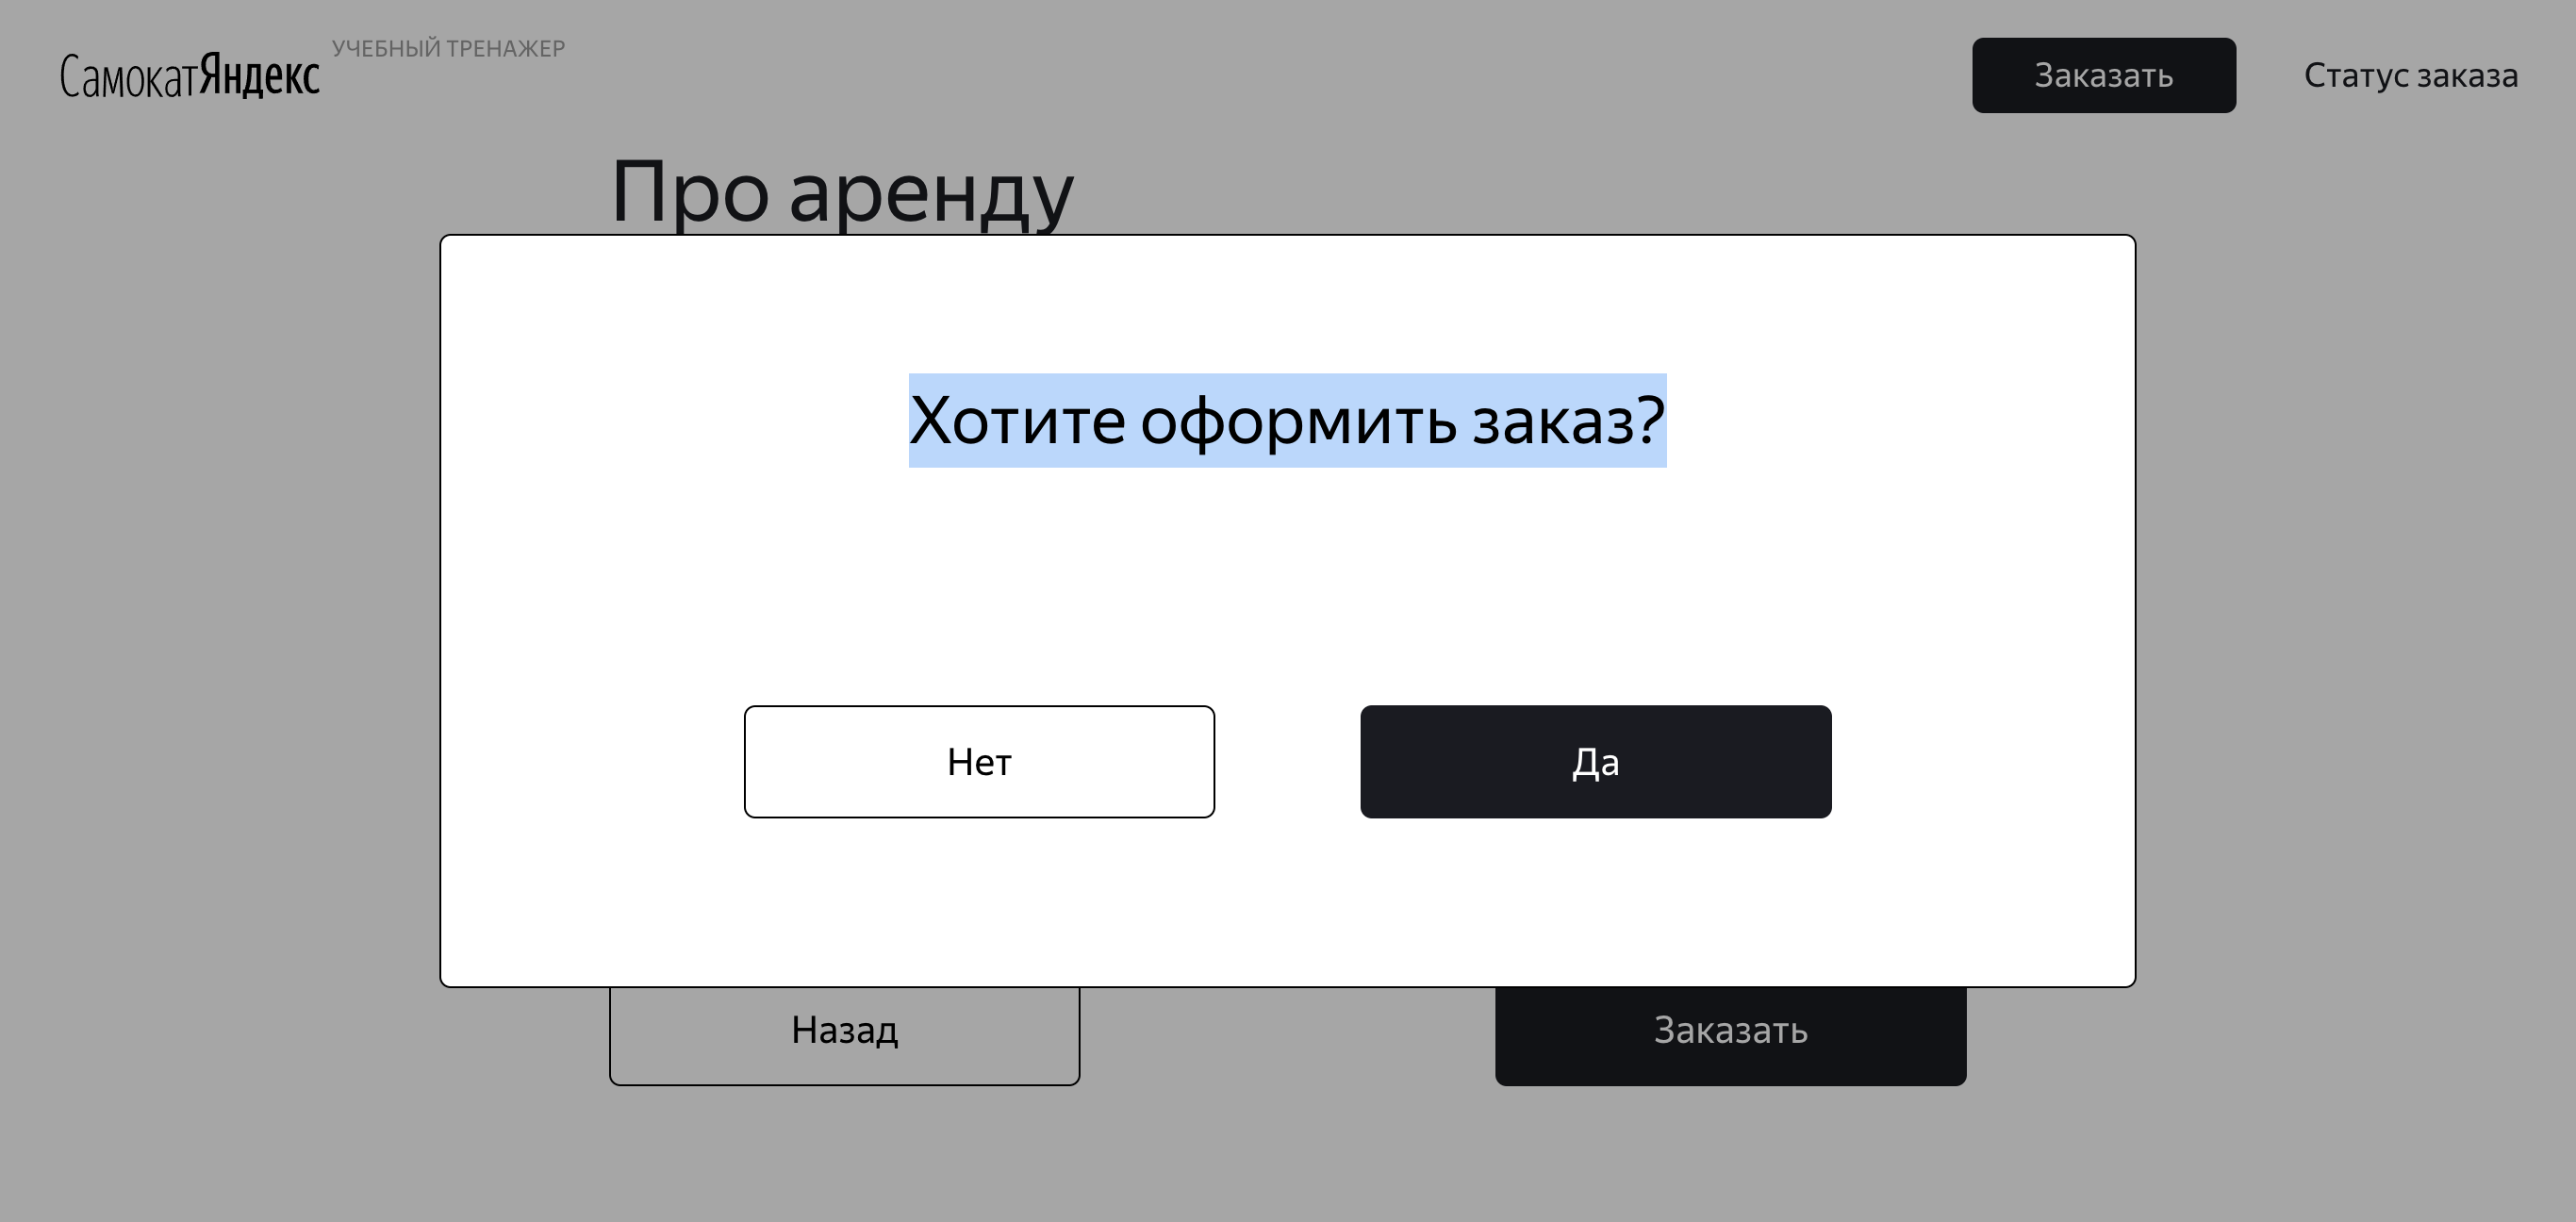 СамокатЯндекс
УЧЕБНЫЙ ТРЕНАЖЕР
Заказать
Статус заказа
Про аренду
Хотите оформить заказ?
Нет
Да
Назад
Заказать